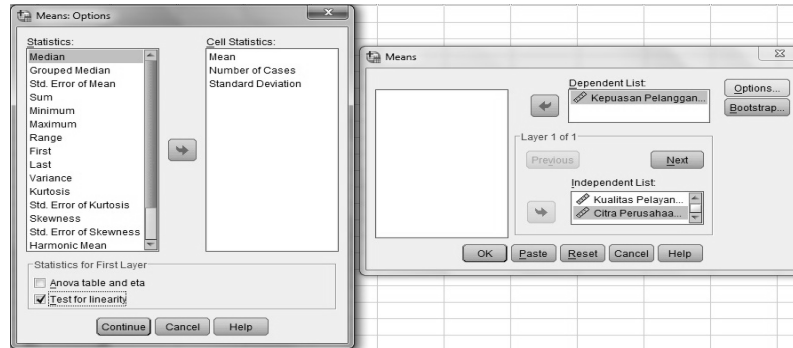 Means: Options
Statistics:
Median
Grouped Median
Std. Error of Mean
Sum
Minimum
Maximum
Range
First
Last
Variance
Kurtosis
Std. Error of Kurtosis
Skewness
Std. Error of Skewness
Harmonic Mean
Cell Statistics:
Mean
Number of Cases
Standard Deviation
Statistics for First Layer
Anova table and eta
Test for linearity
Continue
Cancel
Help
Means
Dependent List:
Kepuasan Pelanggan...
Options...
Bootstrap...
Layer 1 of 1
Previous
Next
Independent List:
Kualitas Pelayan...
Citra Perusahaa...
OK
Paste
Reset
Cancel
Help